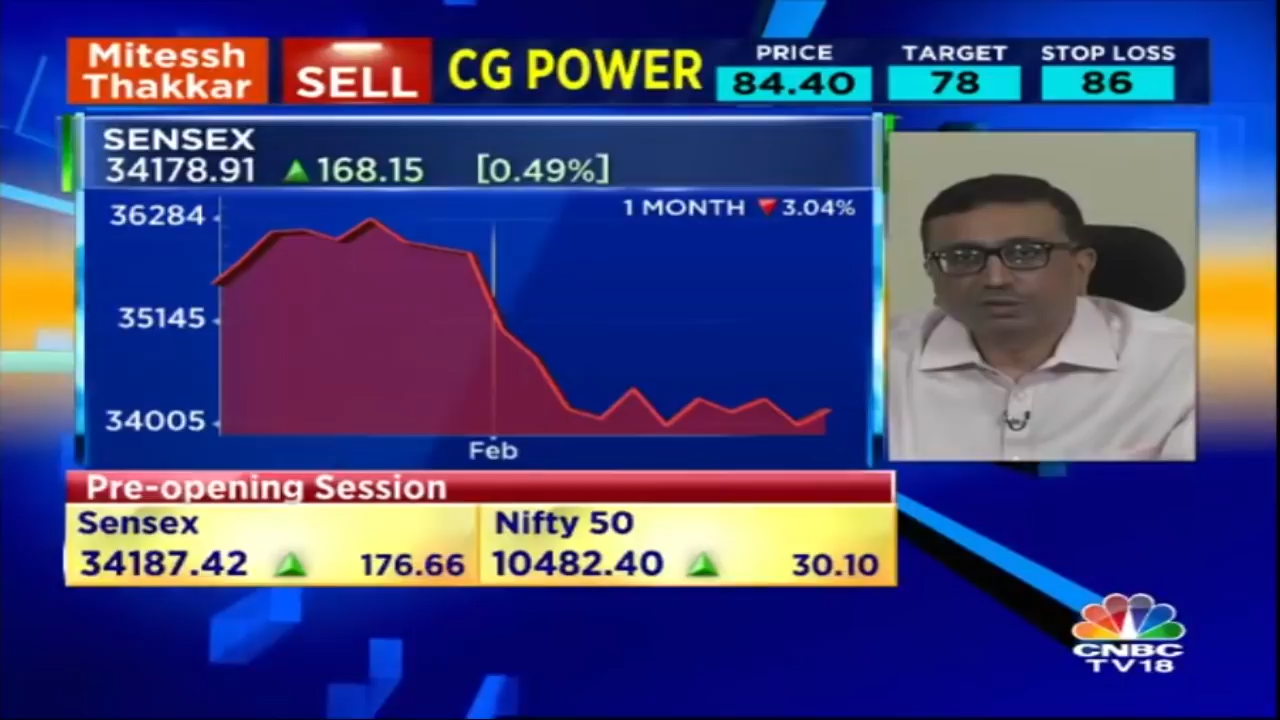 Mitessh
Thakkar
SELL
CG POWER
PRICE
84.40
TARGET
78
STOP LOSS
86
SENSEX
34178.91 ▲ 168.15 [0.49%]
1 MONTH ▼ 3.04%
36284
35145
34005
Feb
Pre-opening Session
Sensex
34187.42 ▲ 176.66
Nifty 50
10482.40 ▲ 30.10
CNBC
TV18